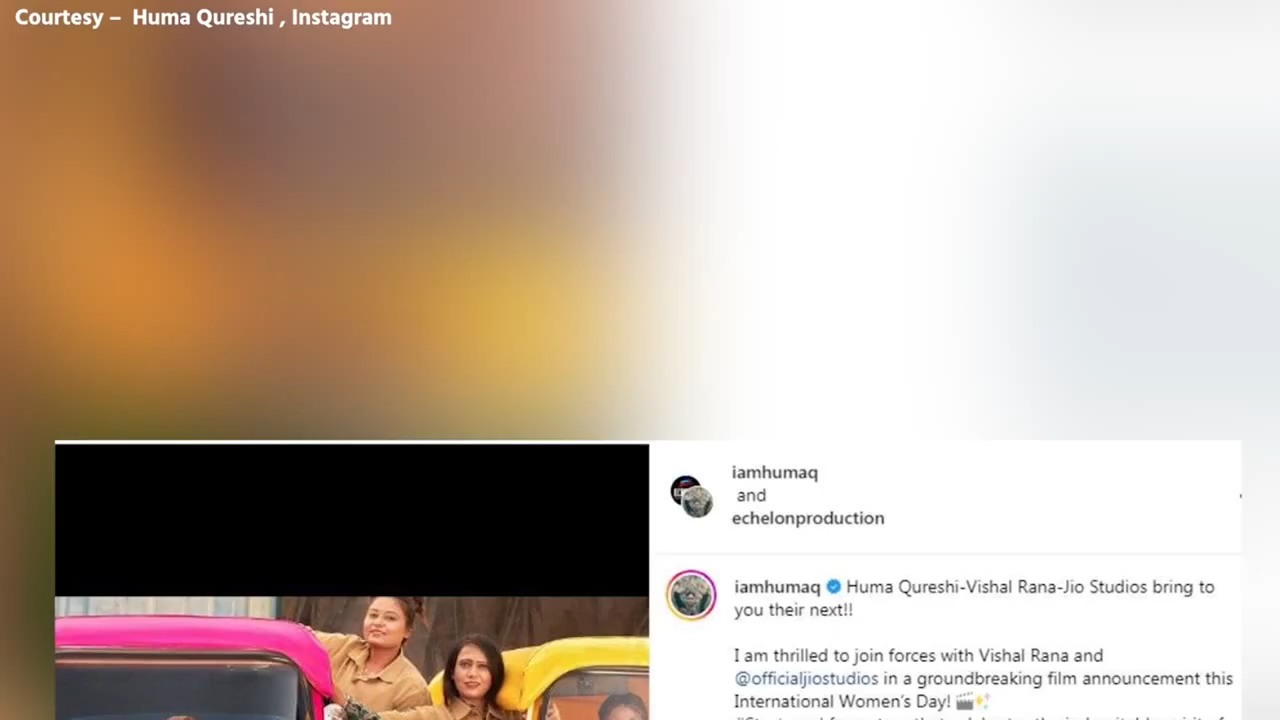 Courtesy – Huma Qureshi , Instagram
iamhumaq
and
echelonproduction
iamhumaq Huma Qureshi-Vishal Rana-Jio Studios bring to
you their next!!
I am thrilled to join forces with Vishal Rana and
@officialjiostudios in a groundbreaking film announcement this
International Women's Day! 🎬✨